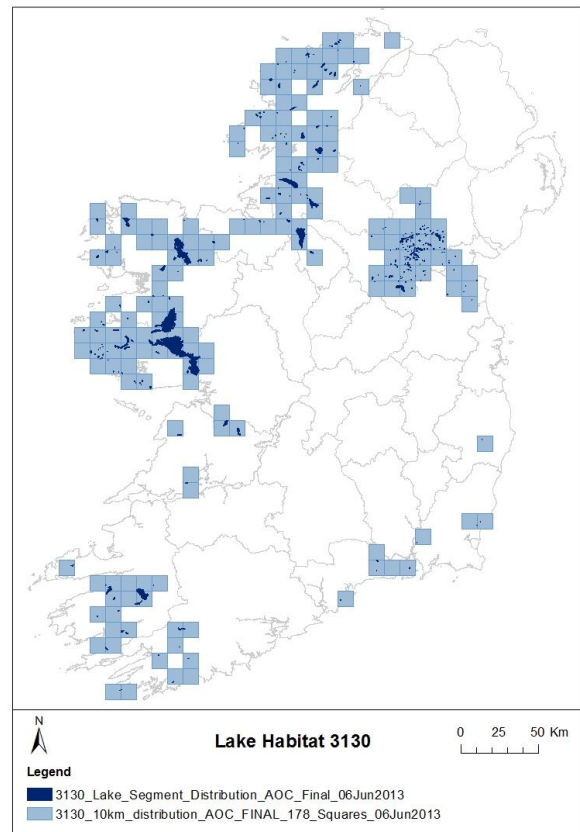 N
Lake Habitat 3130
0 25 50 Km
Legend
3130_Lake_Segment_Distribution_AOC_Final_06Jun2013
3130_10km_distribution_AOC_FINAL_178_Squares_06Jun2013